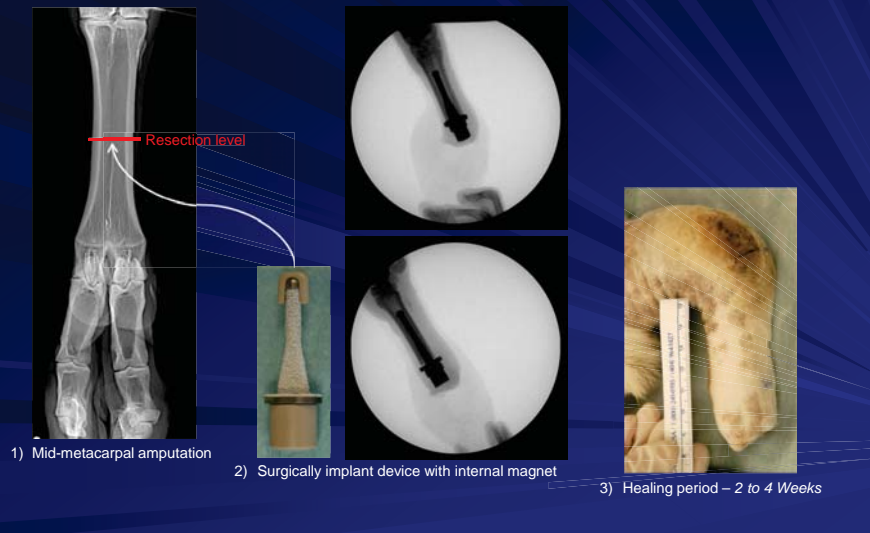 Resection level
1) Mid-metacarpal amputation
2) Surgically implant device with internal magnet
3) Healing period – 2 to 4 Weeks